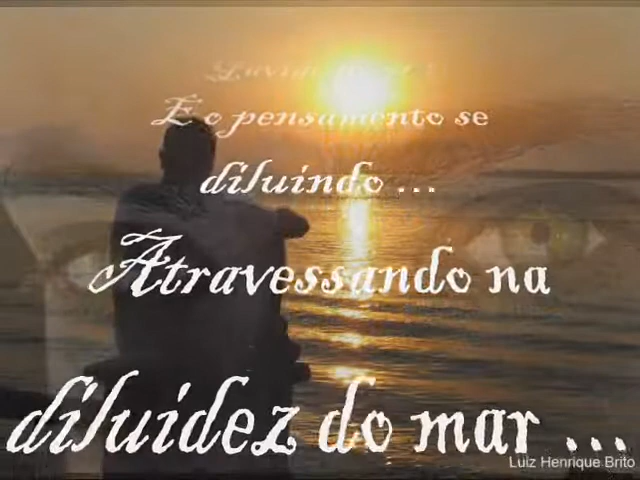 E o pensamento se
diluindo ...
Atravessando na
diluidez do mar ...
Luiz Henrique Brito